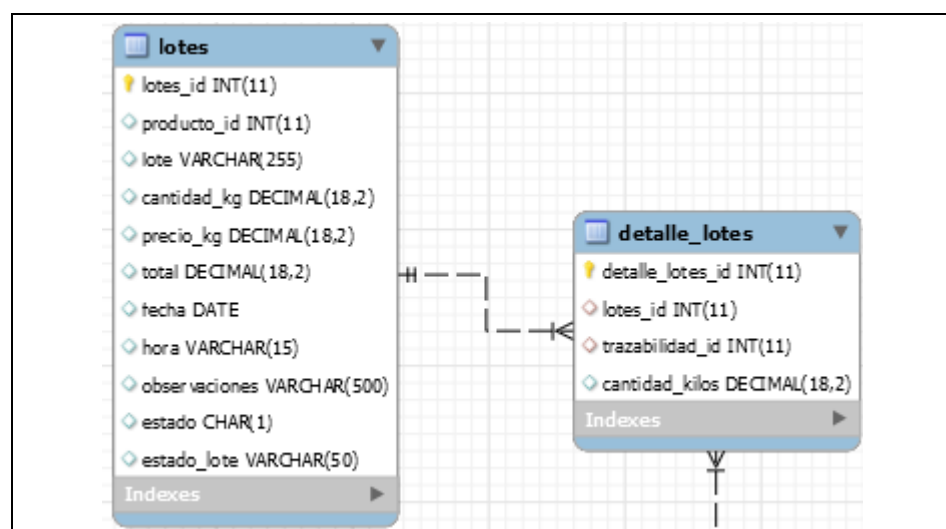 lotes
lotes_id INT(11)
producto_id INT(11)
lote VARCHAR(255)
cantidad_kg DECIMAL(18,2)
precio_kg DECIMAL(18,2)
total DECIMAL(18,2)
fecha DATE
hora VARCHAR(15)
observaciones VARCHAR(500)
estado CHAR(1)
estado_lote VARCHAR(50)
Indexes
detalle_lotes
detalle_lotes_id INT(11)
lotes_id INT(11)
trazabilidad_id INT(11)
cantidad_kilos DECIMAL(18,2)
Indexes